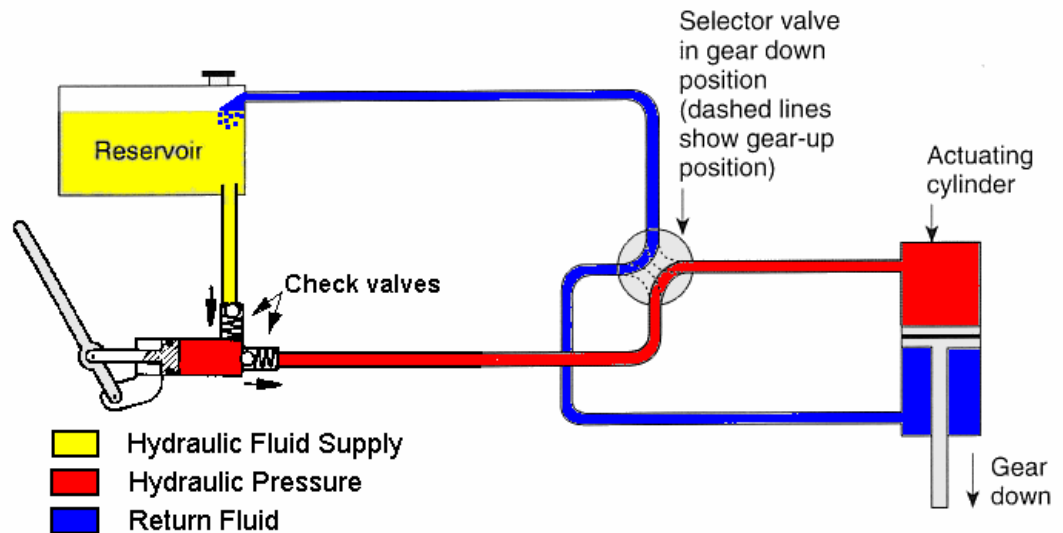 Selector valve
in gear down
position
(dashed lines
show gear-up
position)
Reservoir
Actuating
cylinder
Check valves
Hydraulic Fluid Supply
Hydraulic Pressure
Return Fluid
Gear
down